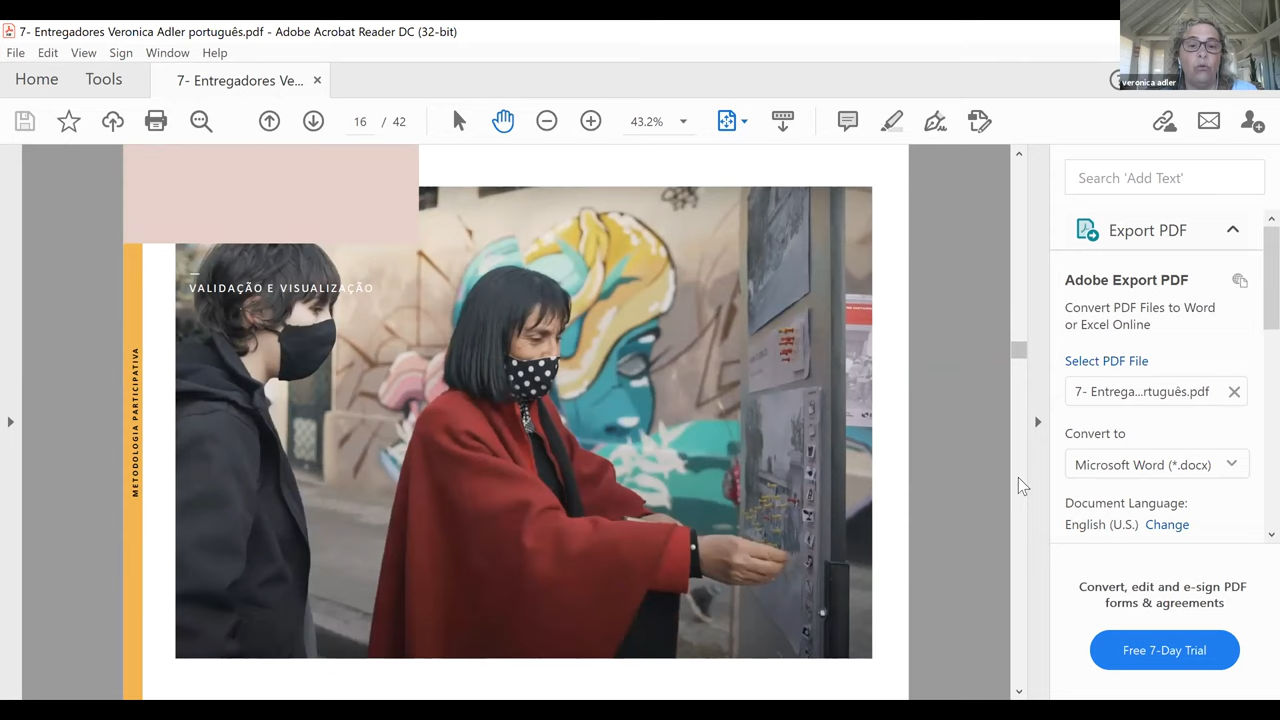 7- Entregadores Veronica Adler português.pdf - Adobe Acrobat Reader DC (32-bit)
File Edit View Sign Window Help
Home Tools 7- Entregadores Ve... ×
16 / 42 43.2%
veronica adler
VALIDAÇÃO E VISUALIZAÇÃO
METODOLOGIA PARTICIPATIVA
Search 'Add Text'
Export PDF
Adobe Export PDF
Convert PDF Files to Word
or Excel Online
Select PDF File
7- Entrega...rtuguês.pdf
Convert to
Microsoft Word (*.docx)
Document Language:
English (U.S.) Change
Convert, edit and e-sign PDF
forms & agreements
Free 7-Day Trial